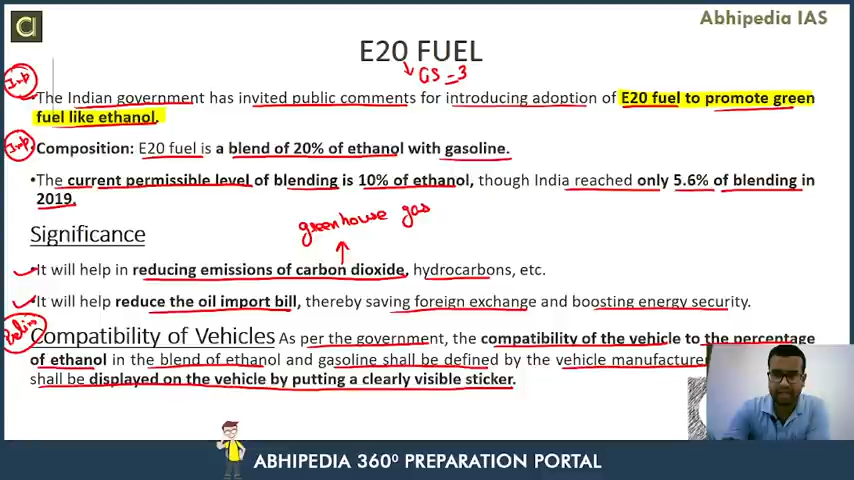 Abhipedia IAS
E20 FUEL
GS-3
Imp
The Indian government has invited public comments for introducing adoption of E20 fuel to promote green
fuel like ethanol.
Imp
Composition: E20 fuel is a blend of 20% of ethanol with gasoline.
•The current permissible level of blending is 10% of ethanol, though India reached only 5.6% of blending in
2019.
greenhouse gas
Significance
It will help in reducing emissions of carbon dioxide, hydrocarbons, etc.
It will help reduce the oil import bill, thereby saving foreign exchange and boosting energy security.
Compatibility of Vehicles As per the government, the compatibility of the vehicle to the percentage
of ethanol in the blend of ethanol and gasoline shall be defined by the vehicle
shall be displayed on the vehicle by putting a clearly visible sticker.
ABHIPEDIA 360⁰ PREPARATION PORTAL